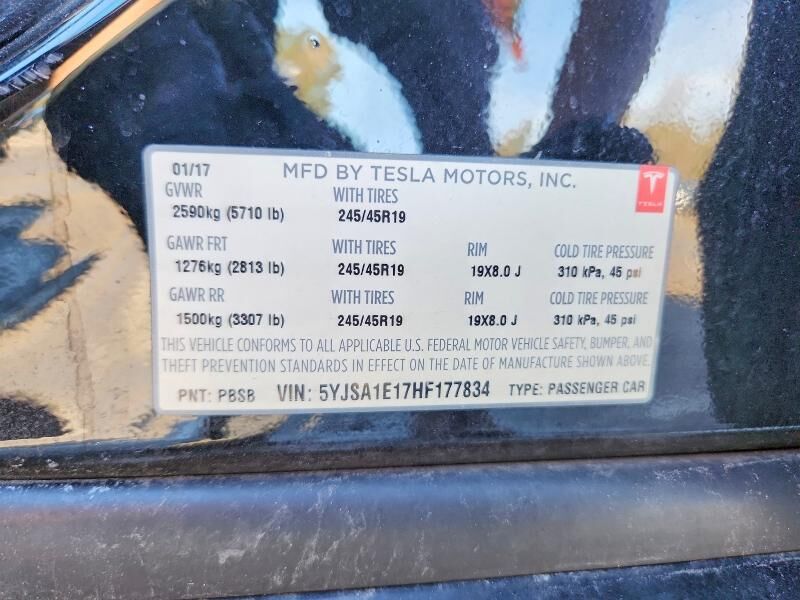 01/17 MFD BY TESLA MOTORS, INC.
GVWR WITH TIRES
2590kg (5710 lb) 245/45R19
TESLA
GAWR FRT WITH TIRES RIM COLD TIRE PRESSURE
1276kg (2813 lb) 245/45R19 19X8.0 J 310 kPa, 45 psi
GAWR RR WITH TIRES RIM COLD TIRE PRESSURE
1500kg (3307 lb) 245/45R19 19X8.0 J 310 kPa, 45 psi
THIS VEHICLE CONFORMS TO ALL APPLICABLE U.S. FEDERAL MOTOR VEHICLE SAFETY, BUMPER, AND
THEFT PREVENTION STANDARDS IN EFFECT ON THE DATE OF MANUFACTURE SHOWN ABOVE.
PNT: PBSB VIN: 5YJSA1E17HF177834 TYPE: PASSENGER CAR